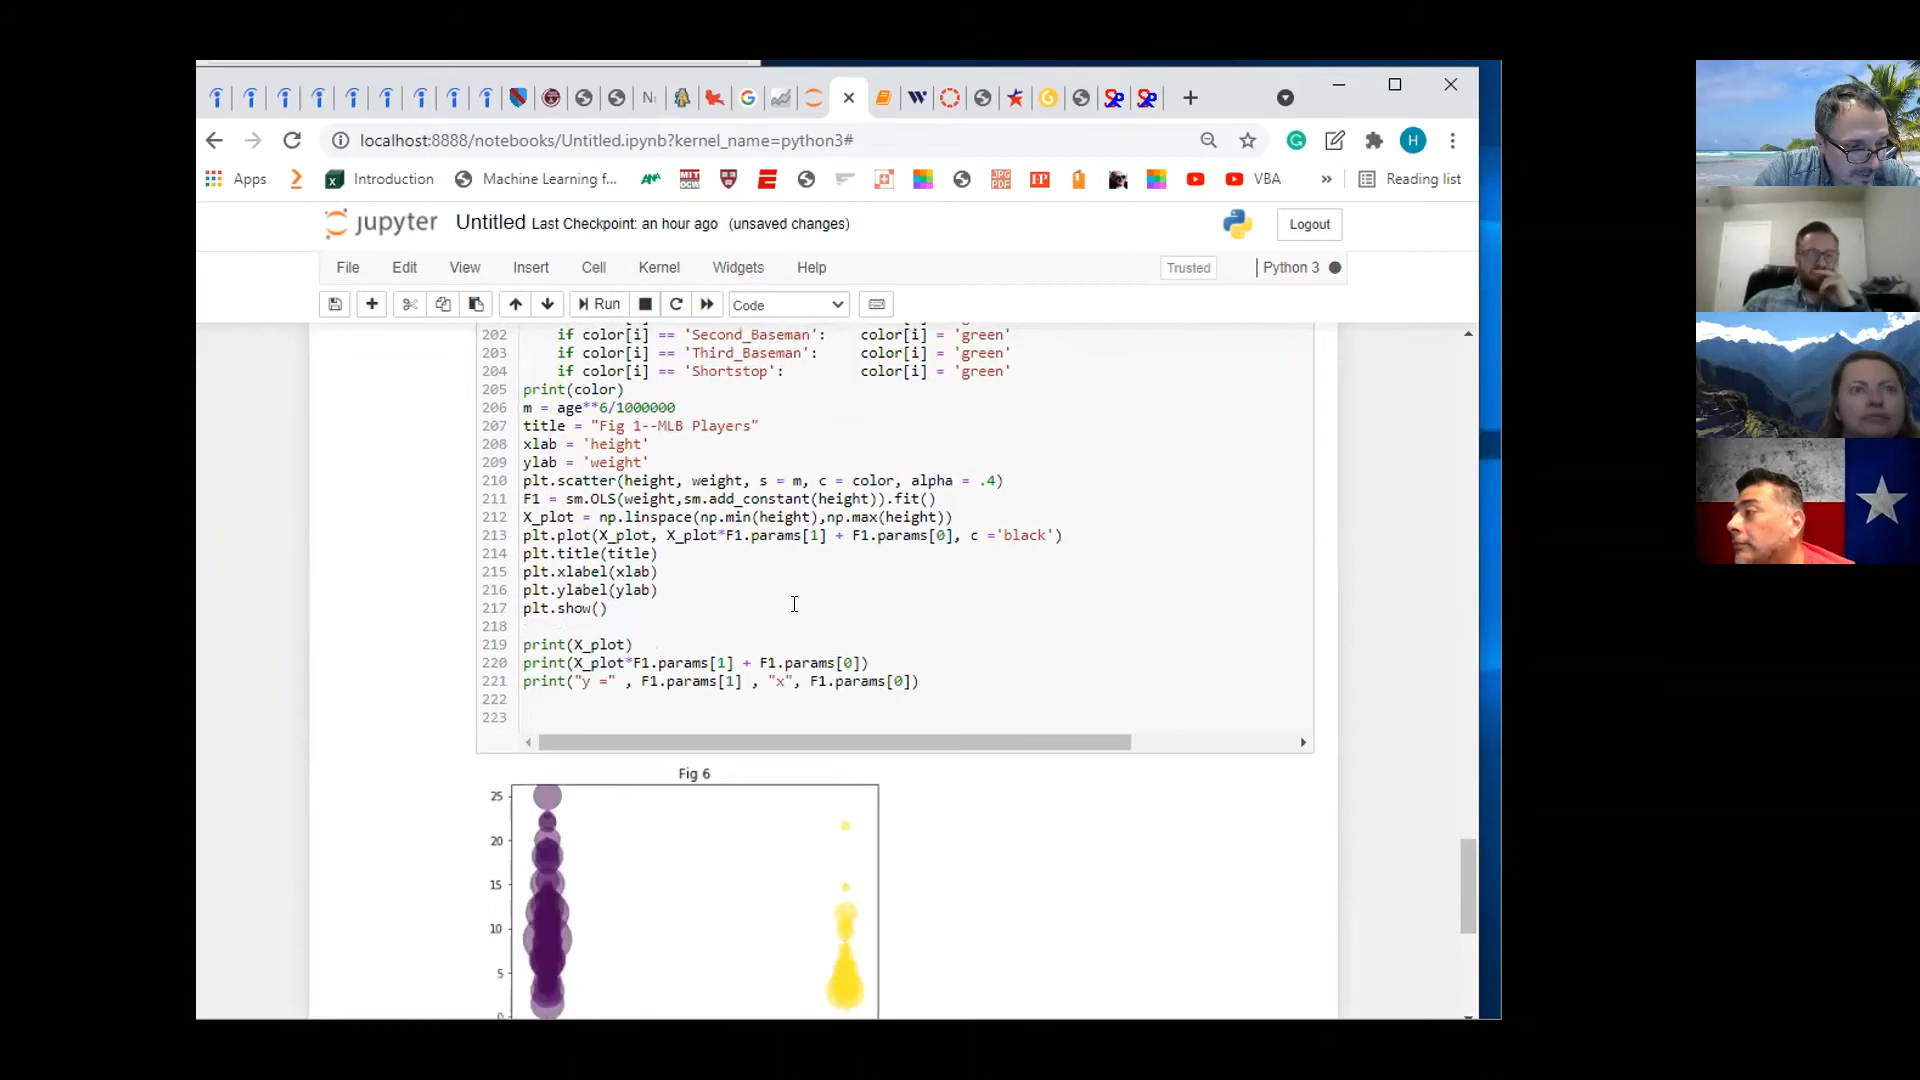 localhost:8888/notebooks/Untitled.ipynb?kernel_name=python3#
H
Apps Introduction Machine Learning f... VBA » Reading list
jupyter Untitled Last Checkpoint: an hour ago (unsaved changes) Logout
File Edit View Insert Cell Kernel Widgets Help Trusted Python 3
Run Code
202 if color[i] == 'Second_Baseman': color[i] = 'green'
203 if color[i] == 'Third_Baseman': color[i] = 'green'
204 if color[i] == 'Shortstop': color[i] = 'green'
205 print(color)
206 m = age**6/1000000
207 title = "Fig 1--MLB Players"
208 xlab = 'height'
209 ylab = 'weight'
210 plt.scatter(height, weight, s = m, c = color, alpha = .4)
211 F1 = sm.OLS(weight,sm.add_constant(height)).fit()
212 X_plot = np.linspace(np.min(height),np.max(height))
213 plt.plot(X_plot, X_plot*F1.params[1] + F1.params[0], c ='black')
214 plt.title(title)
215 plt.xlabel(xlab)
216 plt.ylabel(ylab)
217 plt.show()
218
219 print(X_plot)
220 print(X_plot*F1.params[1] + F1.params[0])
221 print("y =" , F1.params[1] , "x", F1.params[0])
222
223
Fig 6
25
20
15
10
5